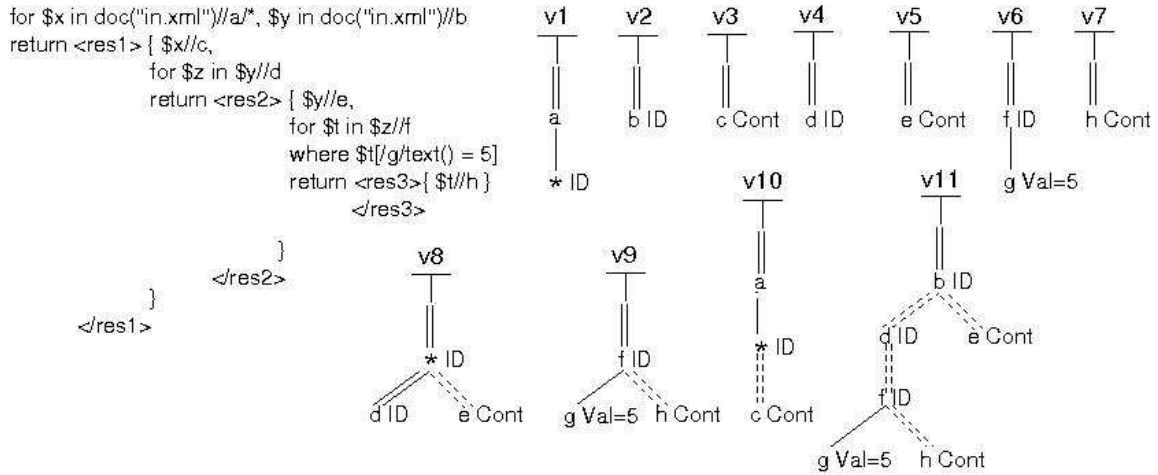 for $x in doc("in.xml")//a/*, $y in doc("in.xml")//b
return <res1> { $x//c,
for $z in $y//d
return <res2> { $y//e,
for $t in $z//f
where $t[/g/text() = 5]
return <res3>{ $t//h }
</res3>
}
</res2>
}
</res1>
v1 v2 v3 v4 v5 v6 v7
a b ID c Cont d ID e Cont f ID h Cont
* ID g Val=5
v10 v11
a b ID
* ID d ID e Cont
c Cont f ID
g Val=5 h Cont
v8 v9
* ID f ID
d ID e Cont g Val=5 h Cont